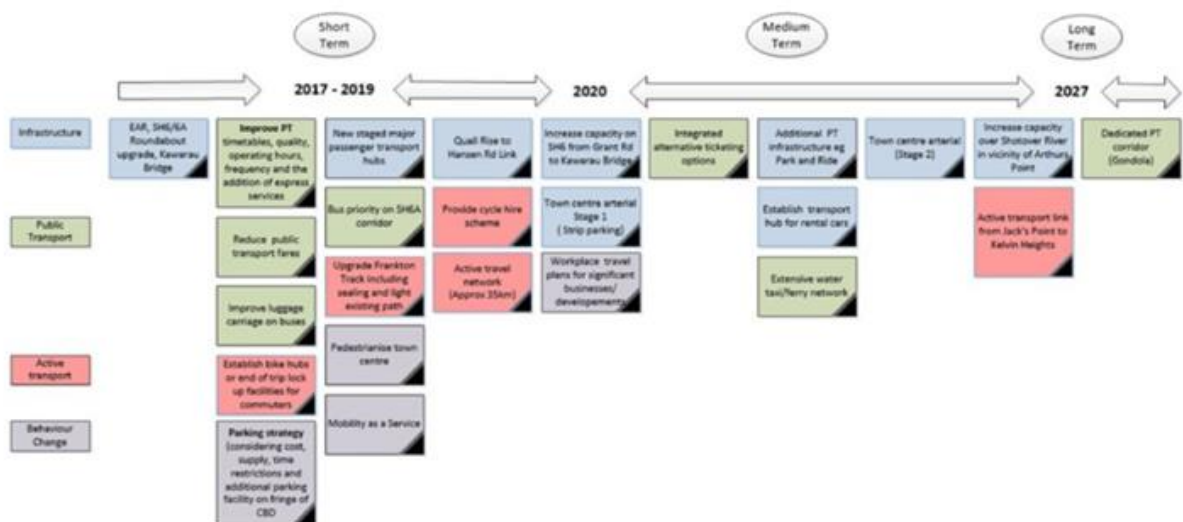 Short
Term
Medium
Term
Long
Term
2017 - 2019
2020
2027
Infrastructure
EAR, SH6/6A
Roundabout
upgrade, Kawarau
Bridge
Improve PT
timetables, quality,
operating hours,
frequency and the
addition of express
services
New staged major
passenger transport
hubs
Quail Rise to
Hansen Rd Link
Increase capacity on
SH6 from Grant Rd
to Kawarau Bridge
Integrated
alternative ticketing
options
Additional PT
infrastructure eg
Park and Ride
Town centre arterial
(Stage 2)
Increase capacity
over Shotover River
in vicinity of Arthurs
Point
Dedicated PT
corridor
(Gondola)
Public
Transport
Reduce public
transport fares
Bus priority on SH6A
corridor
Provide cycle hire
scheme
Town centre arterial
Stage 1
( Strip parking)
Establish transport
hub for rental cars
Active transport link
from Jack's Point to
Kelvin Heights
Improve luggage
carriage on buses
Upgrade Frankton
Track including
sealing and light
existing path
Active travel
network
(Approx 35km)
Workplace travel
plans for significant
businesses/
developements
Extensive water
taxi/ferry network
Active
transport
Establish bike hubs
or end of trip lock
up facilities for
commuters
Pedestrianise town
centre
Behaviour
Change
Parking strategy
(considering cost,
supply, time
restrictions and
additional parking
facility on fringe of
CBD
Mobility as a Service